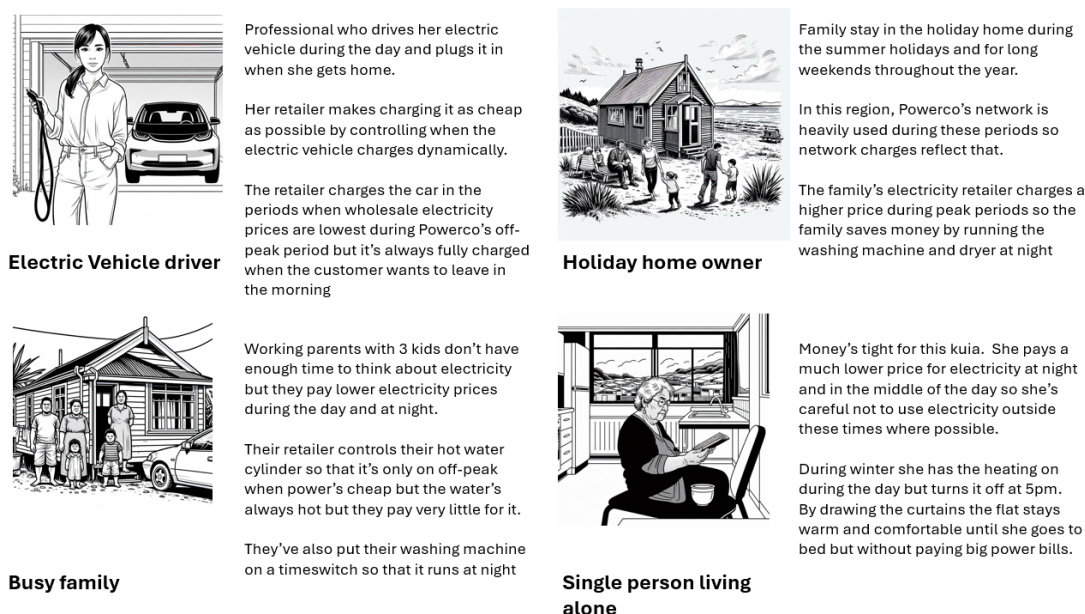 Professional who drives her electric
vehicle during the day and plugs it in
when she gets home.
Her retailer makes charging it as cheap
as possible by controlling when the
electric vehicle charges dynamically.
The retailer charges the car in the
periods when wholesale electricity
prices are lowest during Powerco’s off-
peak period but it’s always fully charged
when the customer wants to leave in
the morning
Electric Vehicle driver
Family stay in the holiday home during
the summer holidays and for long
weekends throughout the year.
In this region, Powerco’s network is
heavily used during these periods so
network charges reflect that.
The family’s electricity retailer charges a
higher price during peak periods so the
family saves money by running the
washing machine and dryer at night
Holiday home owner
Working parents with 3 kids don’t have
enough time to think about electricity
but they pay lower electricity prices
during the day and at night.
Their retailer controls their hot water
cylinder so that it’s only on off-peak
when power’s cheap but the water’s
always hot but they pay very little for it.
They’ve also put their washing machine
on a timeswitch so that it runs at night
Busy family
Money’s tight for this kuia.  She pays a
much lower price for electricity at night
and in the middle of the day so she’s
careful not to use electricity outside
these times where possible.
During winter she has the heating on
during the day but turns it off at 5pm.
By drawing the curtains the flat stays
warm and comfortable until she goes to
bed but without paying big power bills.
Single person living
alone